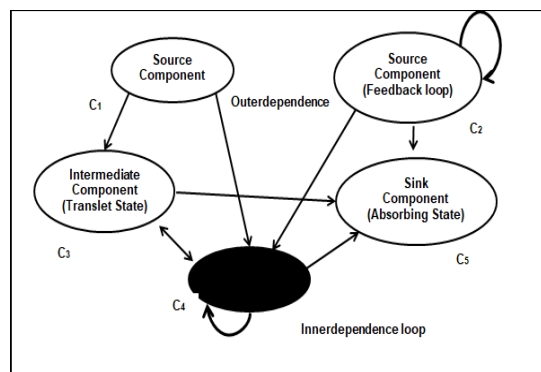 Source
Component
Source
Component
(Feedback loop)
Outerdependence
C1
C2
Intermediate
Component
(Translet State)
Sink
Component
(Absorbing State)
C3
C5
C4
Innerdependence loop